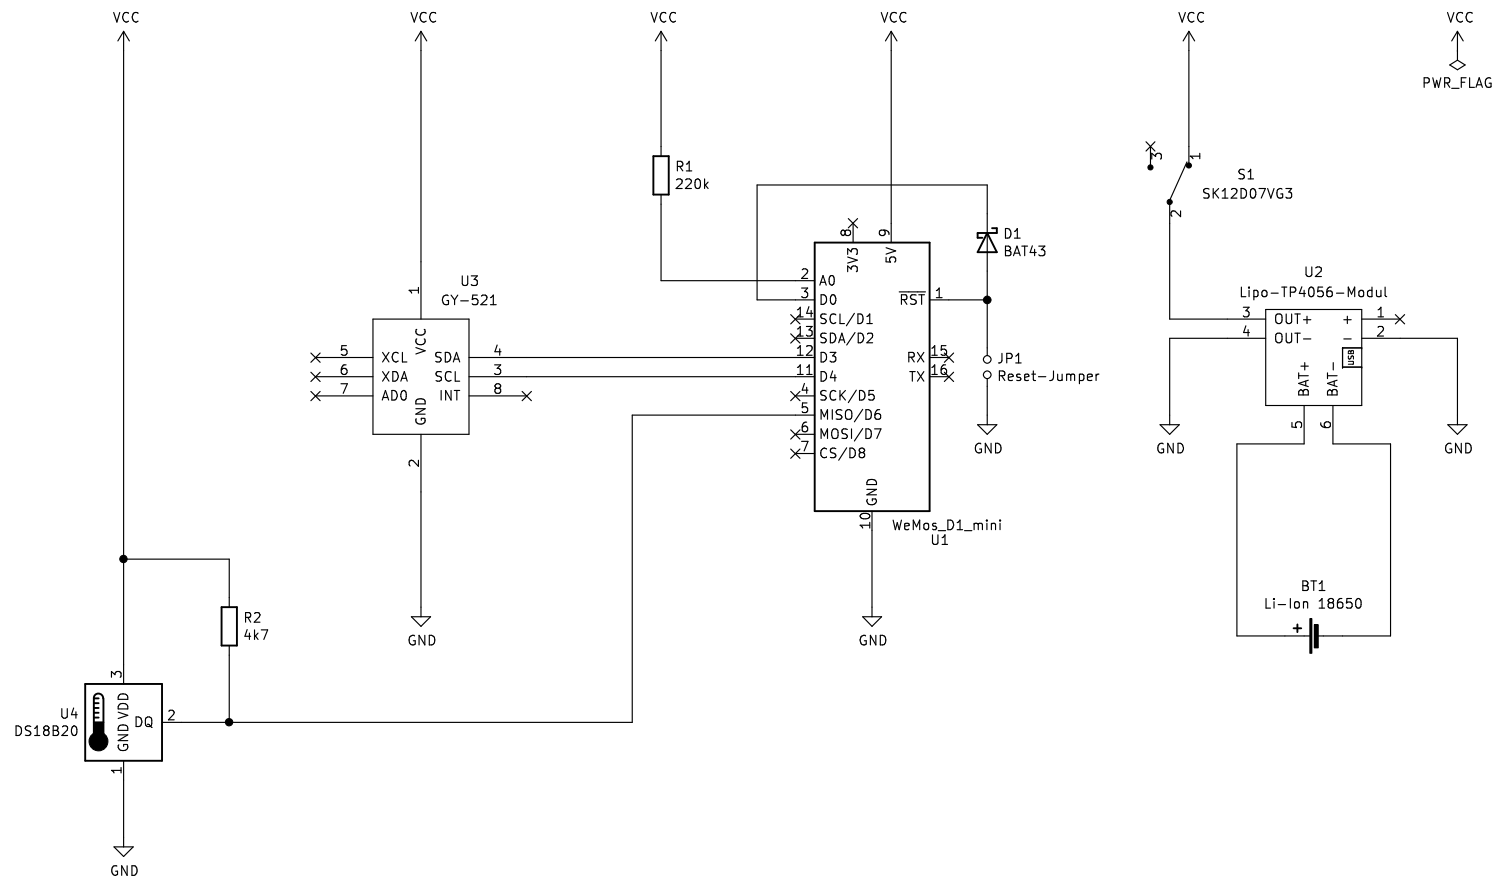 VCC
VCC
VCC
VCC
VCC
VCC
PWR_FLAG
R1
220k
3
1
S1
SK12D07VG3
2
8
9
3V3
5V
D1
BAT43
U3
GY-521
1
VCC
GND
2
5 XCL
6 XDA
7 AD0
SDA 4
SCL 3
INT 8
GND
2 A0
3 D0
14 SCL/D1
13 SDA/D2
12 D3
11 D4
4 SCK/D5
5 MISO/D6
6 MOSI/D7
7 CS/D8
RST 1
RX 15
TX 16
GND
10
WeMos_D1_mini
U1
GND
JP1
Reset-Jumper
GND
U2
Lipo-TP4056-Modul
3 OUT+
4 OUT-
+ 1
- 2
USB
BAT+
BAT-
5
6
GND
GND
BT1
Li-Ion 18650
+
R2
4k7
U4
DS18B20
3
VDD
GND
DQ 2
1
GND